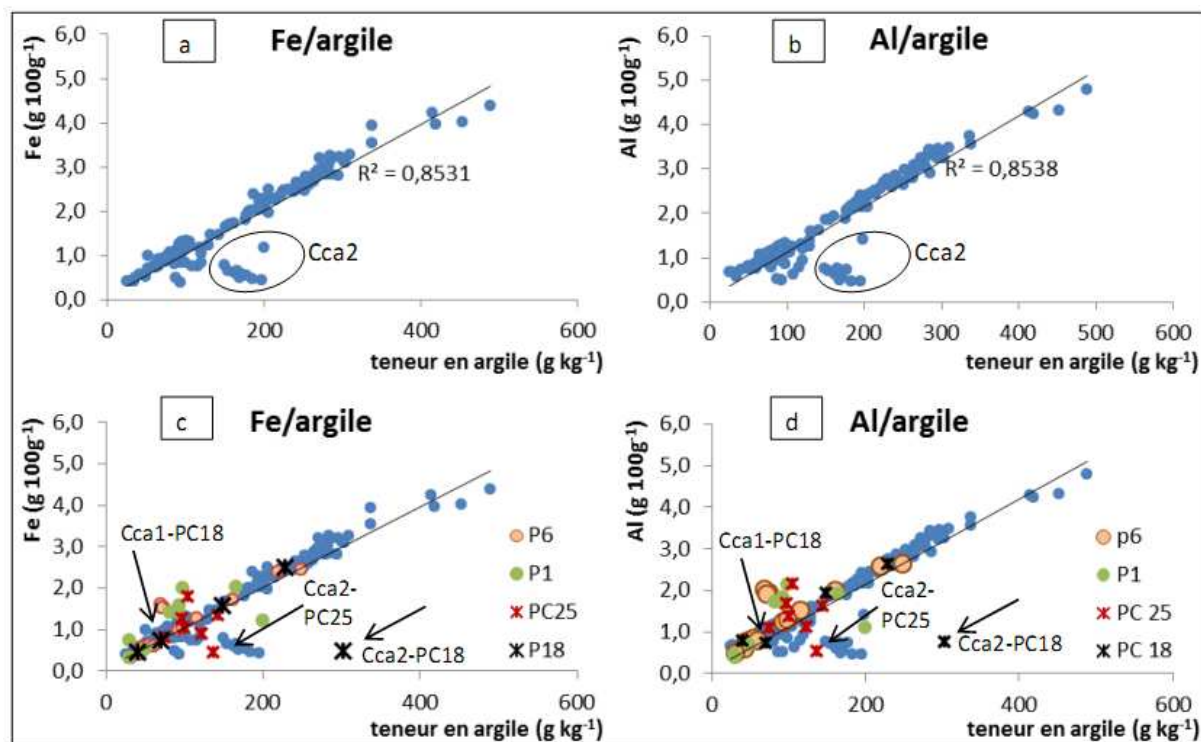 a Fe/argile
Fe (g 100g⁻¹)
6,0
5,0
4,0
3,0
2,0
1,0
0,0
R² = 0,8531
Cca2
0 200 400 600
teneur en argile (g kg⁻¹)
b Al/argile
Al (g 100g⁻¹)
6,0
5,0
4,0
3,0
2,0
1,0
0,0
R² = 0,8538
Cca2
0 100 200 300 400 500 600
teneur en argile (g kg⁻¹)
c Fe/argile
Fe (g 100g⁻¹)
6,0
5,0
4,0
3,0
2,0
1,0
0,0
Cca1-PC18
Cca2-
PC25
Cca2-PC18
P6
P1
PC25
P18
0 200 400 600
teneur en argile (g kg⁻¹)
d Al/argile
Al (g 100g⁻¹)
6,0
5,0
4,0
3,0
2,0
1,0
0,0
Cca1-PC18
Cca2-
PC25
Cca2-PC18
p6
P1
PC 25
PC 18
0 200 400 600
teneur en argile (g kg⁻¹)